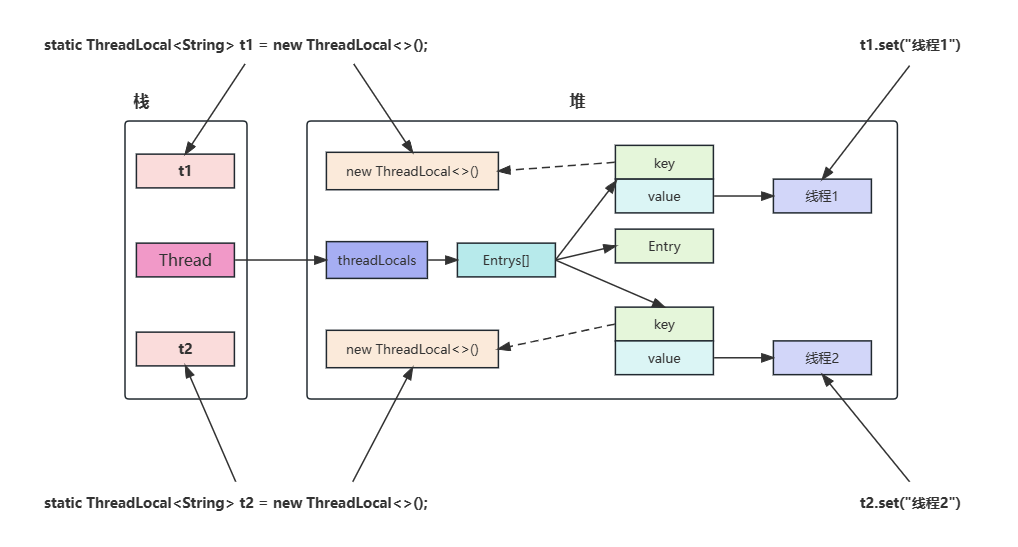 static ThreadLocal<String> t1 = new ThreadLocal<>();
t1.set("线程1")
栈
堆
t1
new ThreadLocal<>()
key
value
线程1
Thread
threadLocals
Entrys[]
Entry
t2
new ThreadLocal<>()
key
value
线程2
static ThreadLocal<String> t2 = new ThreadLocal<>();
t2.set("线程2")